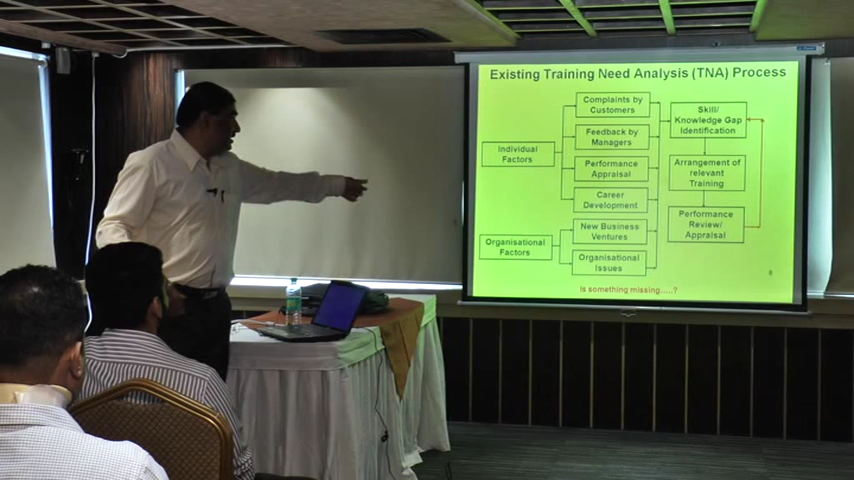 Existing Training Need Analysis (TNA) Process
Individual
Factors
Organisational
Factors
Complaints by
Customers
Feedback by
Managers
Performance
Appraisal
Career
Development
New Business
Ventures
Organisational
Issues
Skill/
Knowledge Gap
Identification
Arrangement of
relevant
Training
Performance
Review/
Appraisal
8
Is something missing.....?